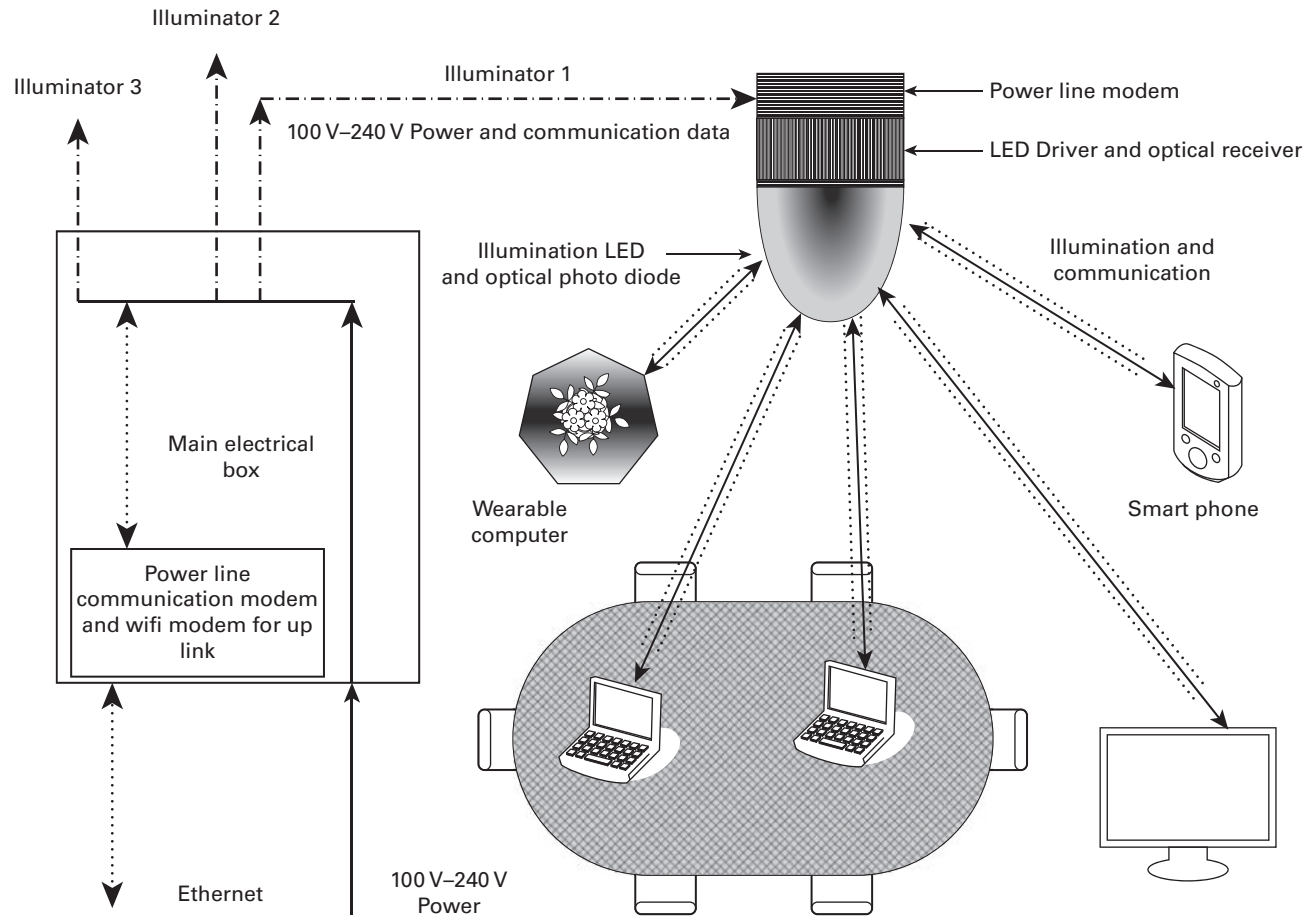 Illuminator 2
Illuminator 3
Illuminator 1
100 V–240 V Power and communication data
Power line modem
LED Driver and optical receiver
Illumination LED
and optical photo diode
Illumination and
communication
Main electrical
box
Wearable
computer
Smart phone
Power line
communication modem
and wifi modem for up
link
Ethernet
100 V–240 V
Power